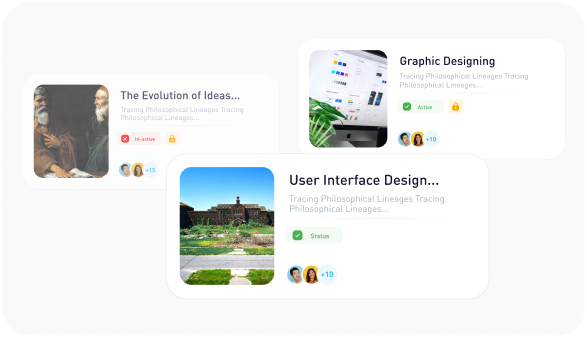 Graphic Designing
Tracing Philosophical Lineages Tracing
Philosophical Lineages...
Active
+10
The Evolution of Ideas...
Tracing Philosophical Lineages Tracing
Philosophical Lineages...
In-active
+10
User Interface Design...
Tracing Philosophical Lineages Tracing
Philosophical Lineages...
Status
+10